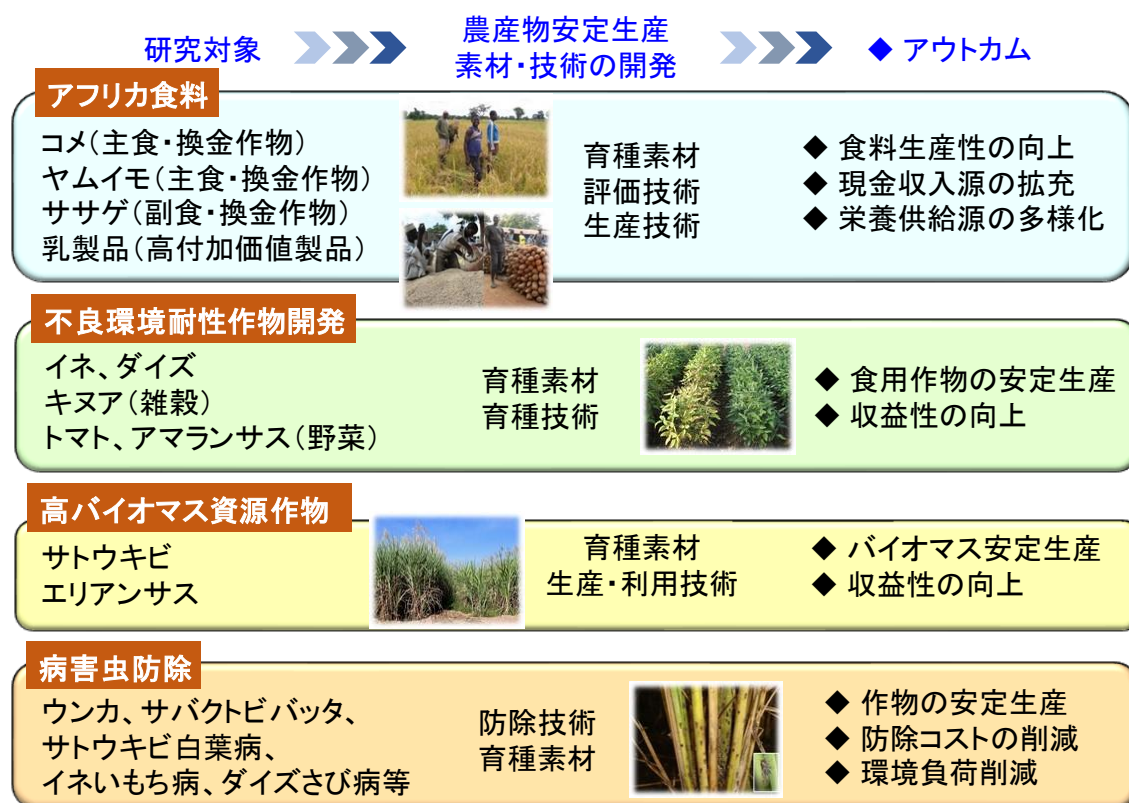 研究対象
農産物安定生産
素材・技術の開発
◆ アウトカム
アフリカ食料
コメ(主食・換金作物)
ヤムイモ(主食・換金作物)
ササゲ(副食・換金作物)
乳製品(高付加価値製品)
育種素材
評価技術
生産技術
◆ 食料生産性の向上
◆ 現金収入源の拡充
◆ 栄養供給源の多様化
不良環境耐性作物開発
イネ、ダイズ
キヌア(雑穀)
トマト、アマランサス(野菜)
育種素材
育種技術
◆ 食用作物の安定生産
◆ 収益性の向上
高バイオマス資源作物
サトウキビ
エリアンサス
育種素材
生産・利用技術
◆ バイオマス安定生産
◆ 収益性の向上
病害虫防除
ウンカ、サバクトビバッタ、
サトウキビ白葉病、
イネいもち病、ダイズさび病等
防除技術
育種素材
◆ 作物の安定生産
◆ 防除コストの削減
◆ 環境負荷削減